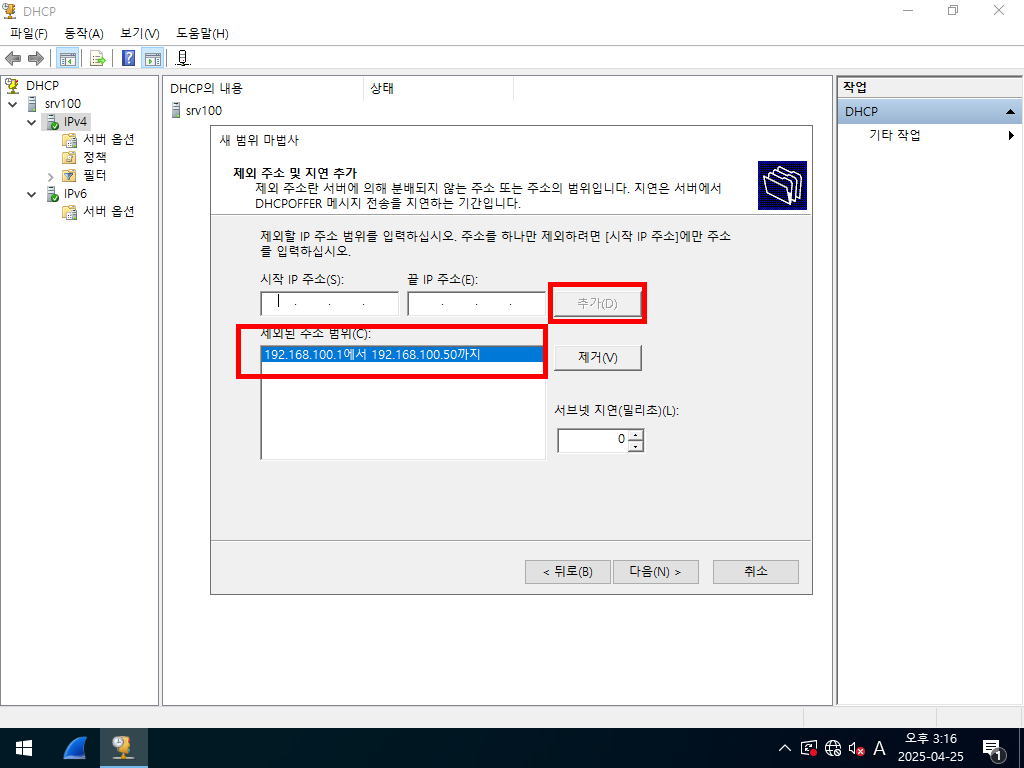 DHCP
파일(F) 동작(A) 보기(V) 도움말(H)
DHCP
srv100
IPv4
서버 옵션
정책
필터
IPv6
서버 옵션
DHCP의 내용 상태
srv100
새 범위 마법사
제외 주소 및 지연 추가
제외 주소란 서버에 의해 분배되지 않는 주소 또는 주소의 범위입니다. 지연은 서버에서
DHCPOFFER 메시지 전송을 지연하는 기간입니다.
제외할 IP 주소 범위를 입력하십시오. 주소를 하나만 제외하려면 [시작 IP 주소]에만 주소
를 입력하십시오.
시작 IP 주소(S): 끝 IP 주소(E):
추가(D)
제외된 주소 범위(C):
192.168.100.1에서 192.168.100.50까지
제거(V)
서브넷 지연(밀리초)(L):
0
< 뒤로(B) 다음(N) > 취소
작업
DHCP
기타 작업
A
오후 3:16
2025-04-25
1